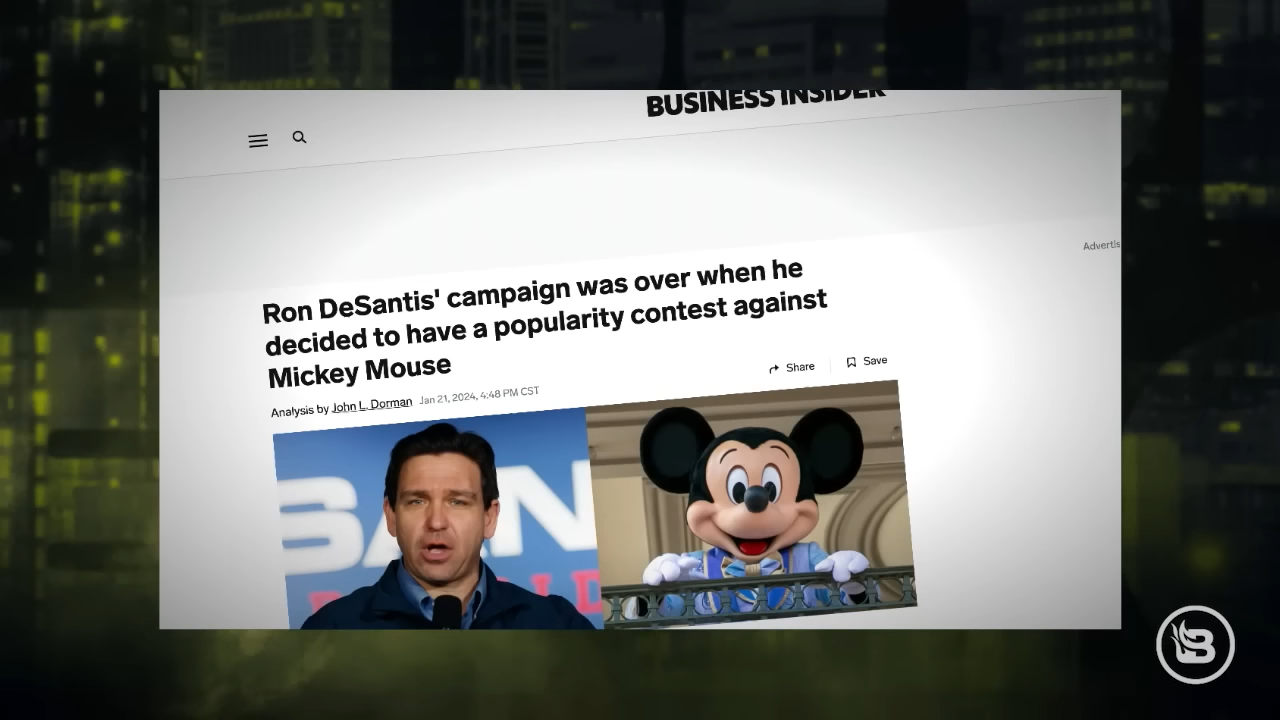 BUSINESS INSIDER
Advertis
Ron DeSantis' campaign was over when he
decided to have a popularity contest against
Mickey Mouse
Share
Save
Analysis by John L. Dorman Jan 21, 2024, 4:48 PM CST
SAN
B